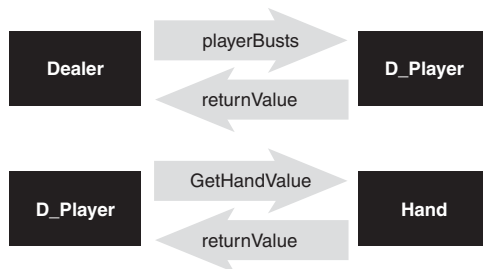 playerBusts
Dealer
D_Player
returnValue
GetHandValue
D_Player
Hand
returnValue